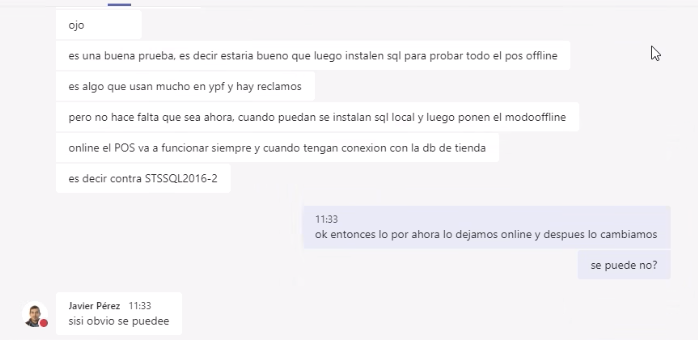 ojo
es una buena prueba, es decir estaria bueno que luego instalen sql para probar todo el pos offline
es algo que usan mucho en ypf y hay reclamos
pero no hace falta que sea ahora, cuando puedan se instalan sql local y luego ponen el modooffline
online el POS va a funcionar siempre y cuando tengan conexion con la db de tienda
es decir contra STSSQL2016-2
11:33
ok entonces lo por ahora lo dejamos online y despues lo cambiamos
se puede no?
Javier Pérez 11:33
sisi obvio se puedee